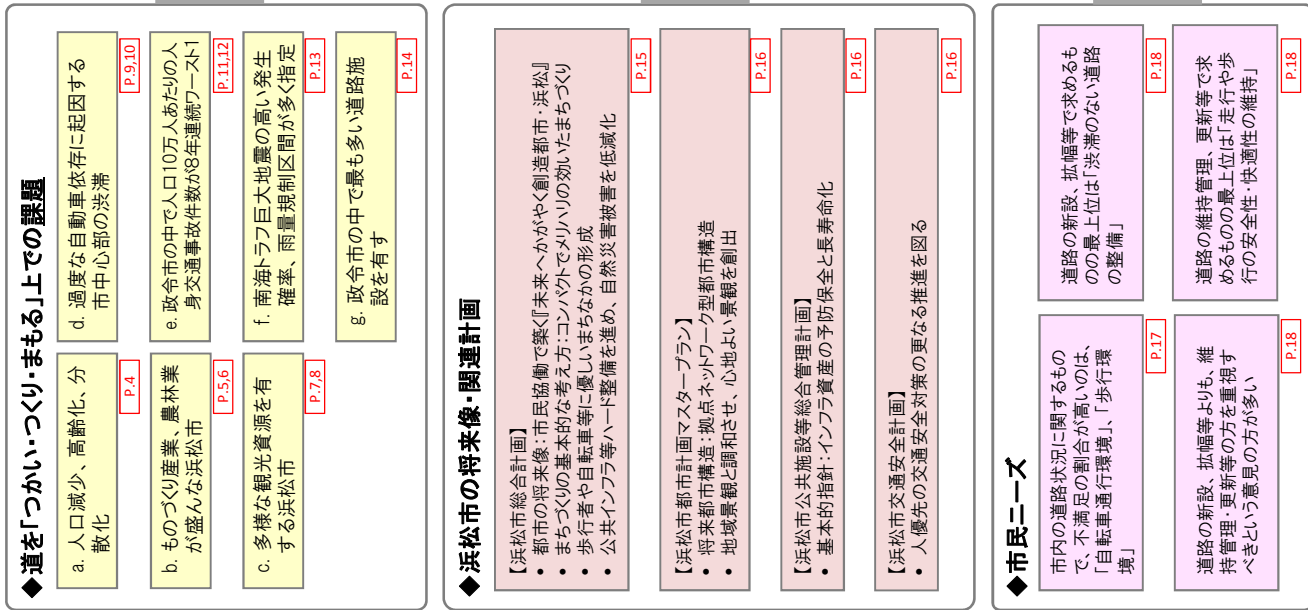 ◆道を「つかい・つくり・まもる」上での課題
a. 人口減少、高齢化、分
散化
P.4
b. ものづくり産業、農林業
が盛んな浜松市
P.5,6
c. 多様な観光資源を有
する浜松市
P.7,8
d. 過度な自動車依存に起因する
市中心部の渋滞
P.9,10
e. 政令市の中で人口10万人あたりの人
身交通事故件数が8年連続ワースト1
P.11,12
f. 南海トラフ巨大地震の高い発生
確率、雨量規制区間が多く指定
P.13
g. 政令市の中で最も多い道路施
設を有す
P.14
◆浜松市の将来像・関連計画
【浜松市総合計画】
• 都市の将来像：市民協働で築く『未来へかがやく創造都市・浜松』
まちづくりの基本的な考え方：コンパクトでメリハリの効いたまちづくり
• 歩行者や自転車等に優しいまちなかの形成
• 公共インフラ等ハード整備を進め、自然災害被害を低減化
P.15
【浜松市都市計画マスタープラン】
• 将来都市構造：拠点ネットワーク型都市構造
• 地域景観と調和させ、心地よい景観を創出
P.16
【浜松市公共施設等総合管理計画】
• 基本的指針：インフラ資産の予防保全と長寿命化
P.16
【浜松市交通安全計画】
• 人優先の交通安全対策の更なる推進を図る
P.16
◆市民ニーズ
市内の道路状況に関するもの
で、不満足の割合が高いのは、
「自転車通行環境」、「歩行環
境」
P.17
道路の新設、拡幅等で求めるも
のの最上位は「渋滞のない道路
の整備」
P.18
道路の新設、拡幅等よりも、維
持管理・更新等の方を重視す
べきという意見の方が多い
P.18
道路の維持管理、更新等で求
めるものの最上位は「走行や歩
行の安全性・快適性の維持」
P.18